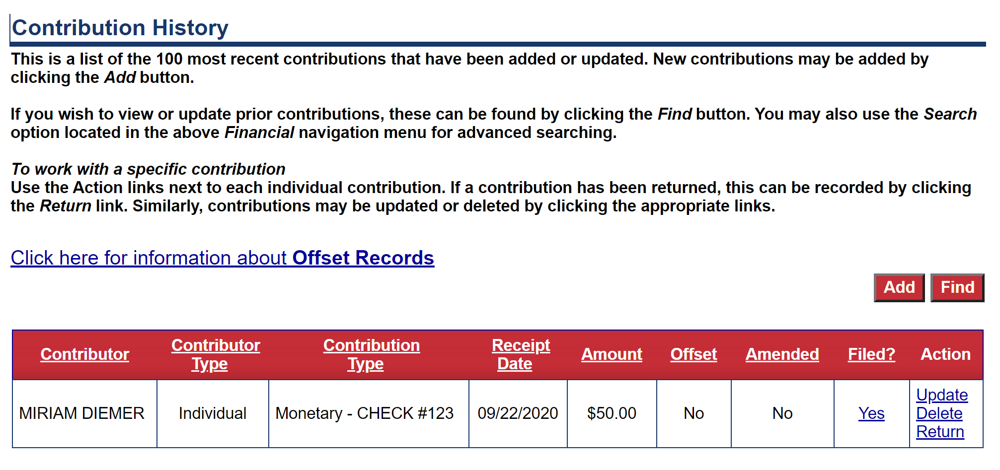 Contribution History
This is a list of the 100 most recent contributions that have been added or updated. New contributions may be added by
clicking the Add button.
If you wish to view or update prior contributions, these can be found by clicking the Find button. You may also use the Search
option located in the above Financial navigation menu for advanced searching.
To work with a specific contribution
Use the Action links next to each individual contribution. If a contribution has been returned, this can be recorded by clicking
the Return link. Similarly, contributions may be updated or deleted by clicking the appropriate links.
Click here for information about Offset Records
Add Find
Contributor Contributor Type Contribution Type Receipt Date Amount Offset Amended Filed? Action
MIRIAM DIEMER Individual Monetary - CHECK #123 09/22/2020 $50.00 No No Yes Update
Delete
Return